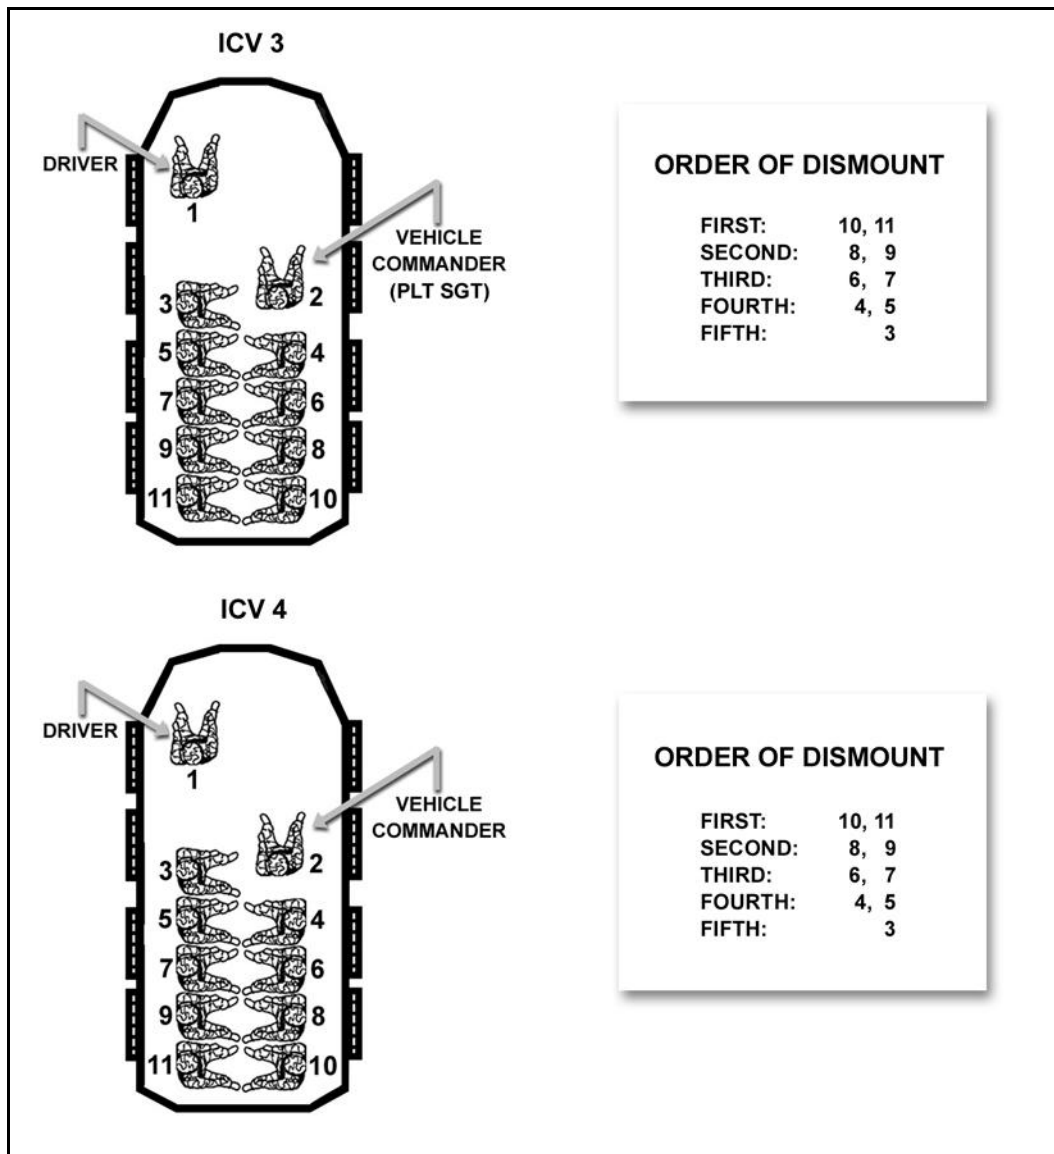 ICV 3
DRIVER
1
VEHICLE
COMMANDER
(PLT SGT)
2
3
5
4
7
6
9
8
11
10
ORDER OF DISMOUNT
FIRST: 10, 11
SECOND: 8, 9
THIRD: 6, 7
FOURTH: 4, 5
FIFTH: 3
ICV 4
DRIVER
1
VEHICLE
COMMANDER
2
3
5
4
7
6
9
8
11
10
ORDER OF DISMOUNT
FIRST: 10, 11
SECOND: 8, 9
THIRD: 6, 7
FOURTH: 4, 5
FIFTH: 3